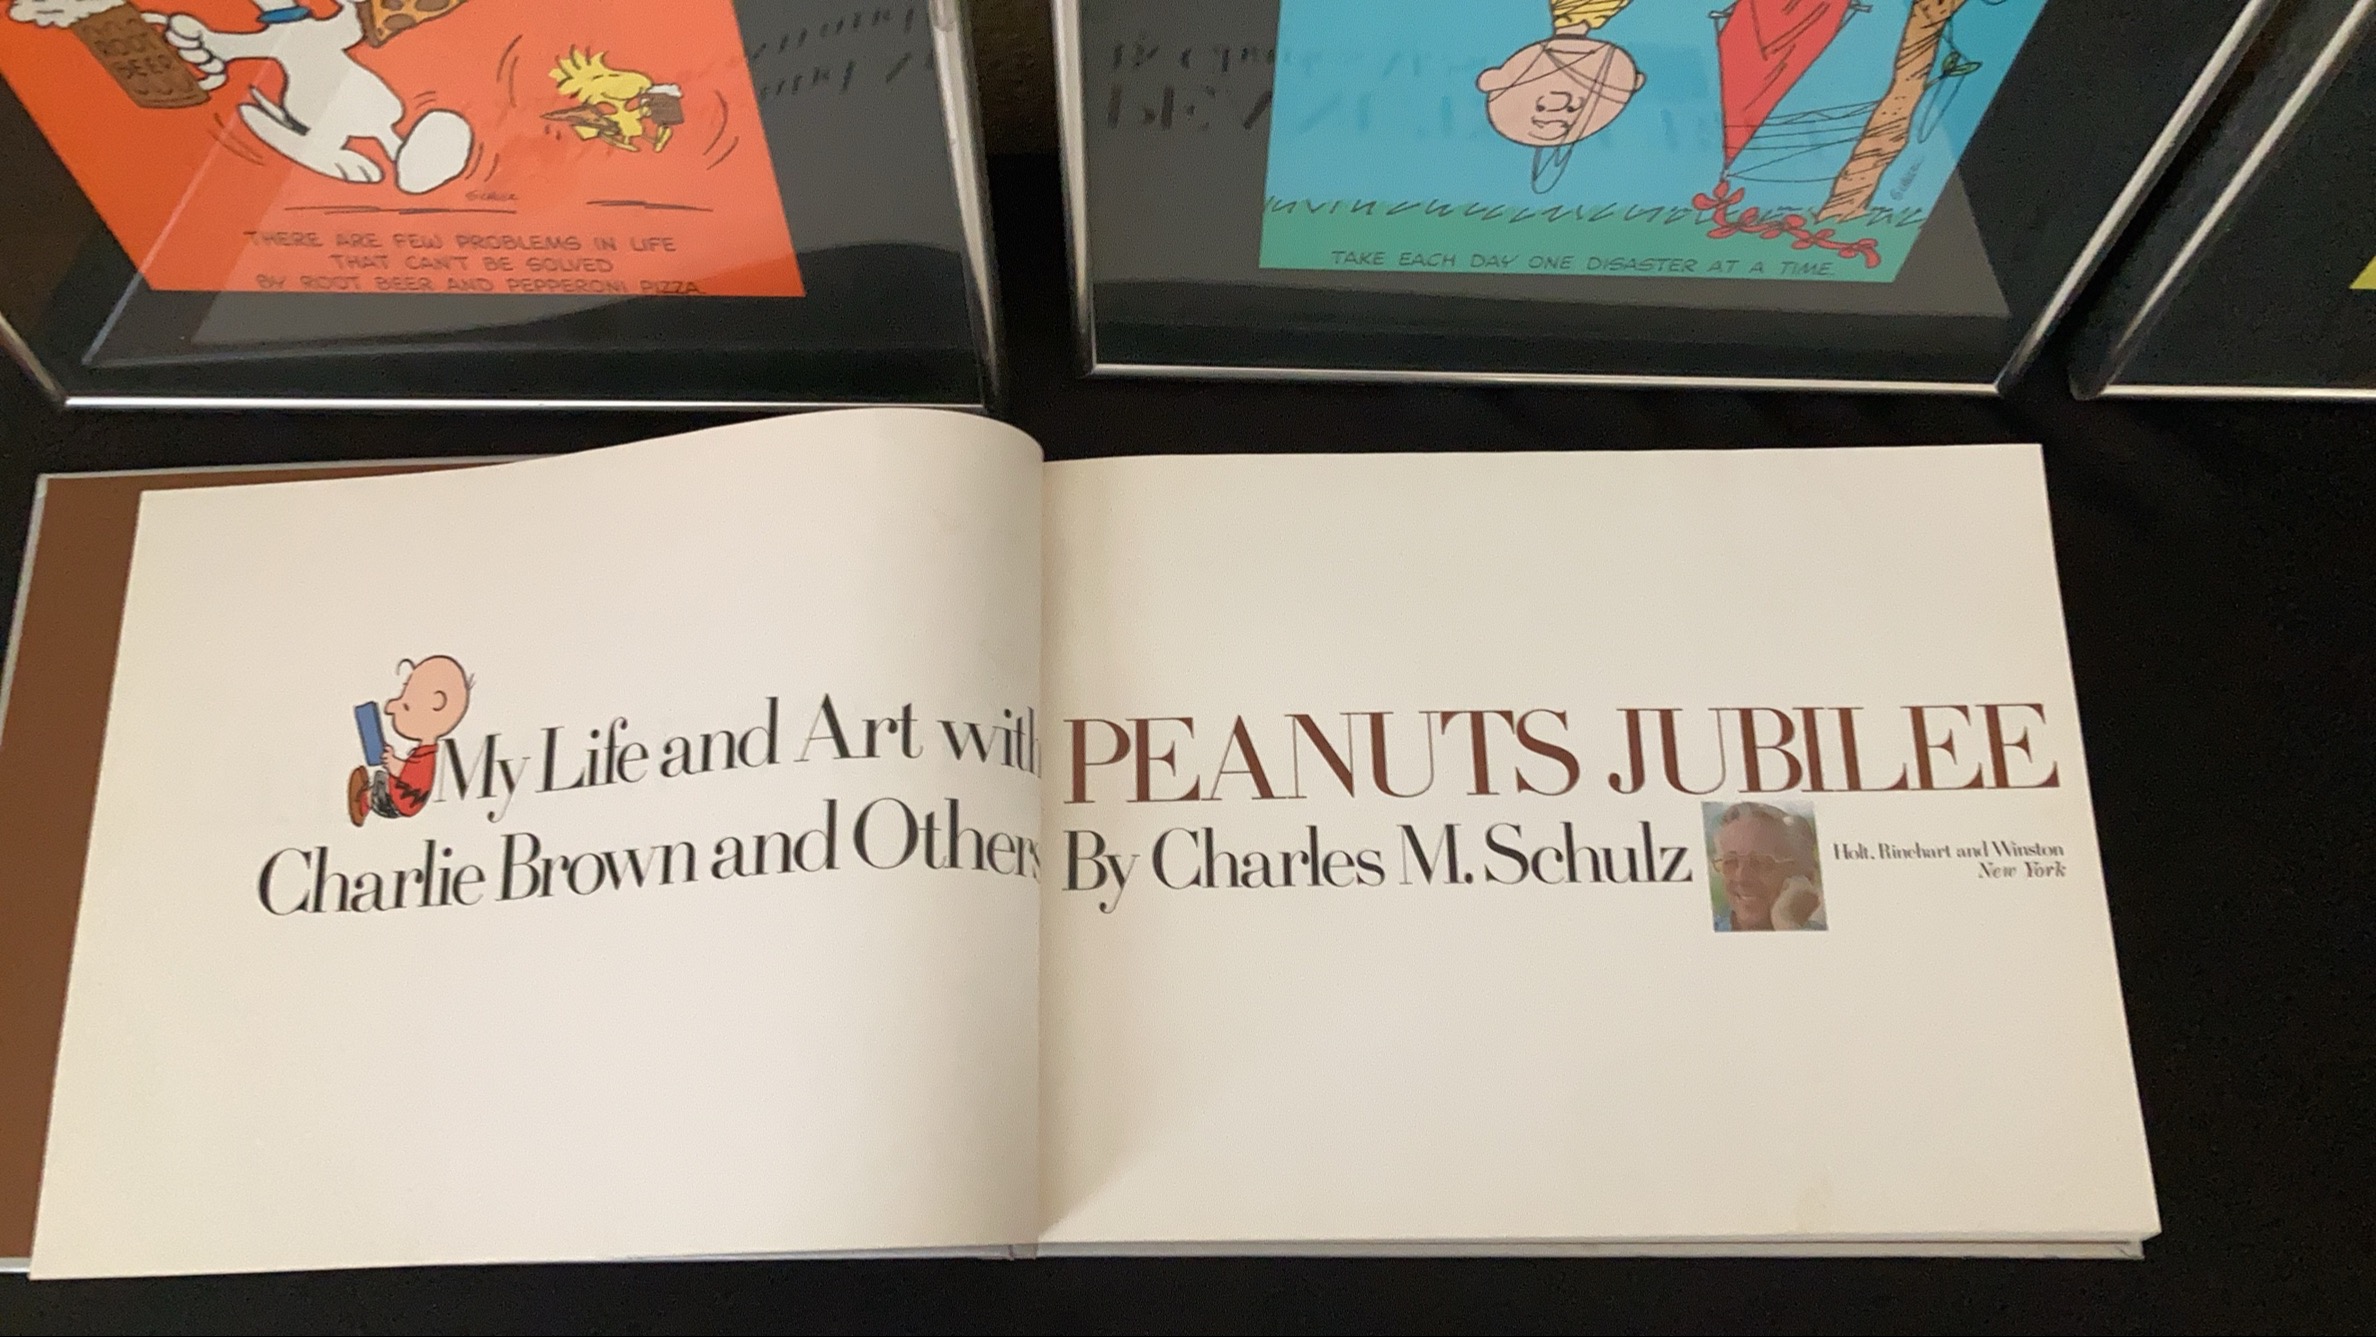 ROOT
BEER
SCHULZ
THERE ARE FEW PROBLEMS IN LIFE
THAT CAN'T BE SOLVED
BY ROOT BEER AND PEPPERONI PIZZA
SCHULZ
TAKE EACH DAY ONE DISASTER AT A TIME.
My Life and Art with
Charlie Brown and Others
PEANUTS JUBILEE
By Charles M. Schulz
Holt, Rinehart and Winston
New York